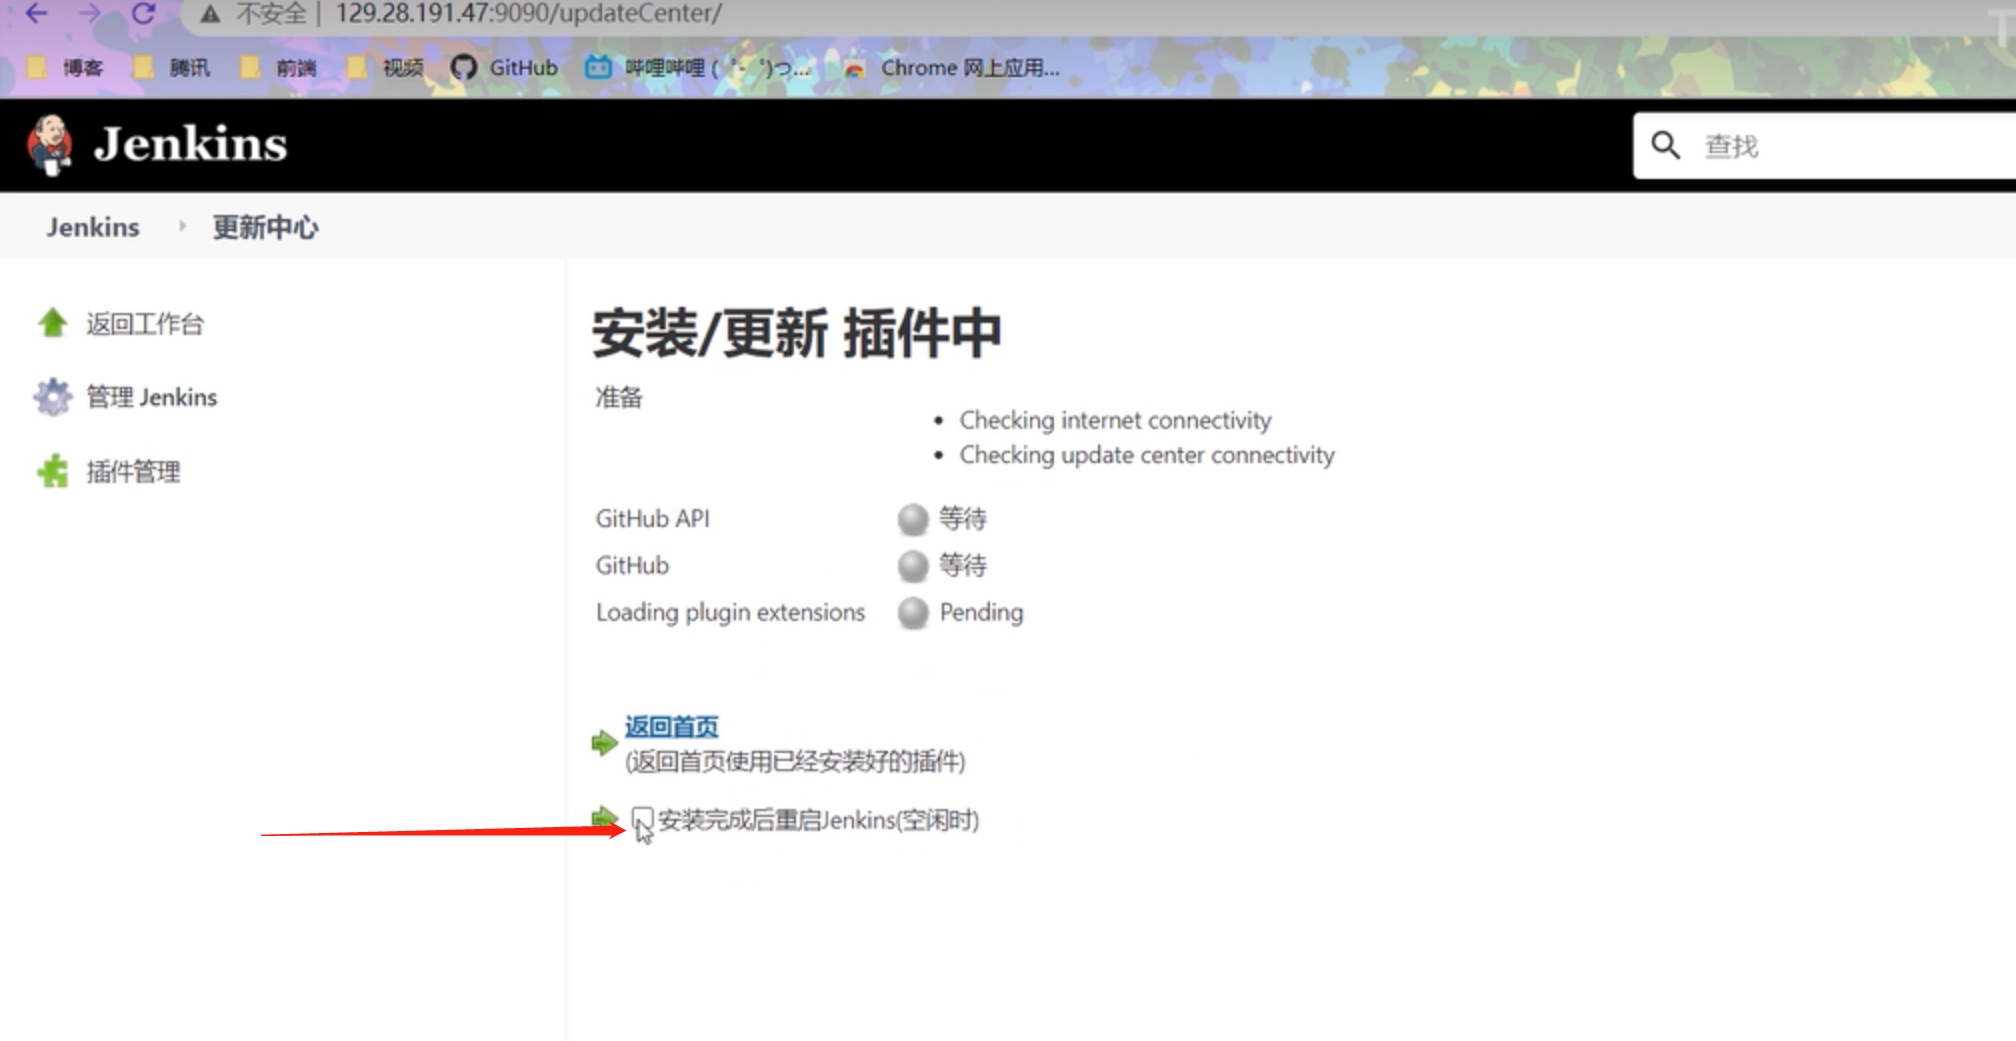 不安全 | 129.28.191.47:9090/updateCenter/
博客 腾讯 前端 视频 GitHub 哔哩哔哩 ( ゜- ゜)つ... Chrome 网上应用...
Jenkins
查找
Jenkins 更新中心
返回工作台
管理 Jenkins
插件管理
安装/更新 插件中
准备
Checking internet connectivity
Checking update center connectivity
GitHub API 等待
GitHub 等待
Loading plugin extensions Pending
返回首页
(返回首页使用已经安装好的插件)
安装完成后重启Jenkins(空闲时)